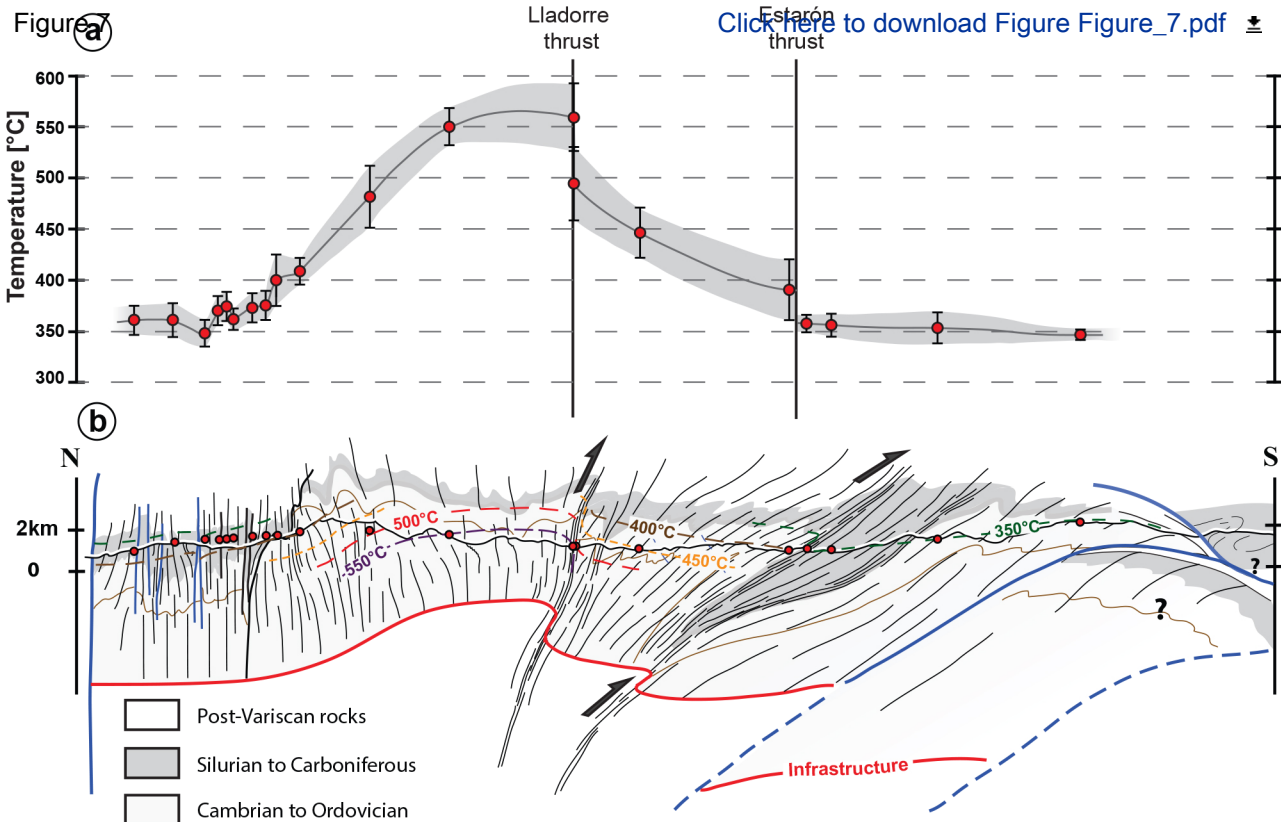 Figure 7
Click here to download Figure Figure_7.pdf
a
Lladorre
thrust
Estarón
thrust
Temperature [°C]
600
550
500
450
400
350
300
b
N
S
2km
0
500°C
550°C
400°C
450°C
350°C
?
?
Infrastructure
Post-Variscan rocks
Silurian to Carboniferous
Cambrian to Ordovician